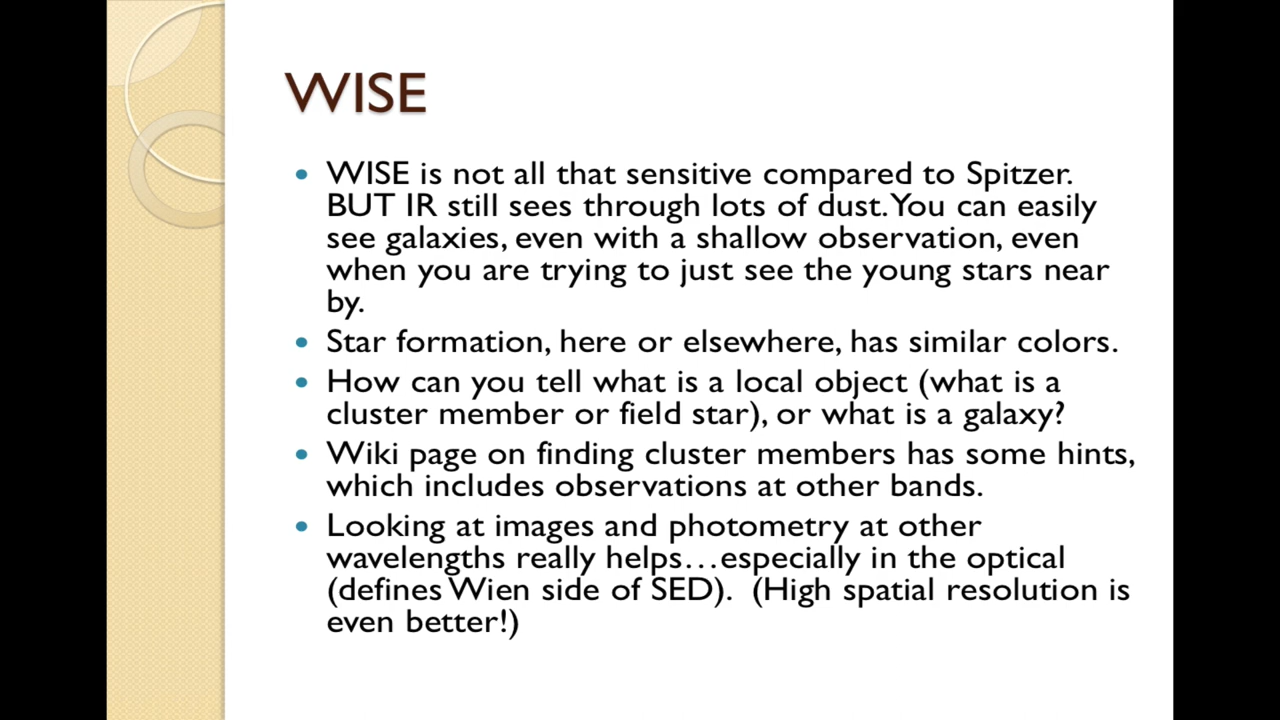 WISE
• WISE is not all that sensitive compared to Spitzer.
BUT IR still sees through lots of dust. You can easily
see galaxies, even with a shallow observation, even
when you are trying to just see the young stars near
by.
• Star formation, here or elsewhere, has similar colors.
• How can you tell what is a local object (what is a
cluster member or field star), or what is a galaxy?
• Wiki page on finding cluster members has some hints,
which includes observations at other bands.
• Looking at images and photometry at other
wavelengths really helps…especially in the optical
(defines Wien side of SED).  (High spatial resolution is
even better!)